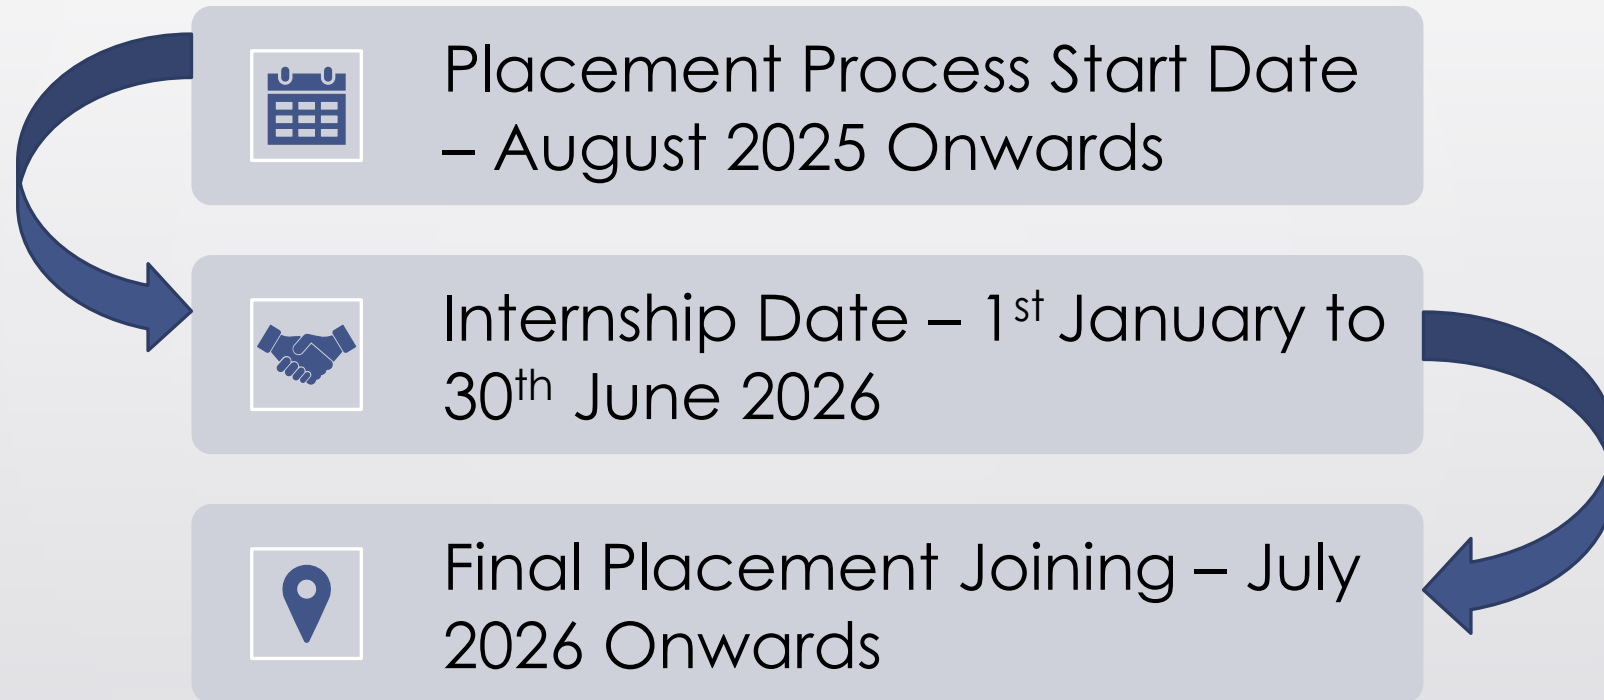 Placement Process Start Date
– August 2025 Onwards
Internship Date – 1st January to
30th June 2026
Final Placement Joining – July
2026 Onwards